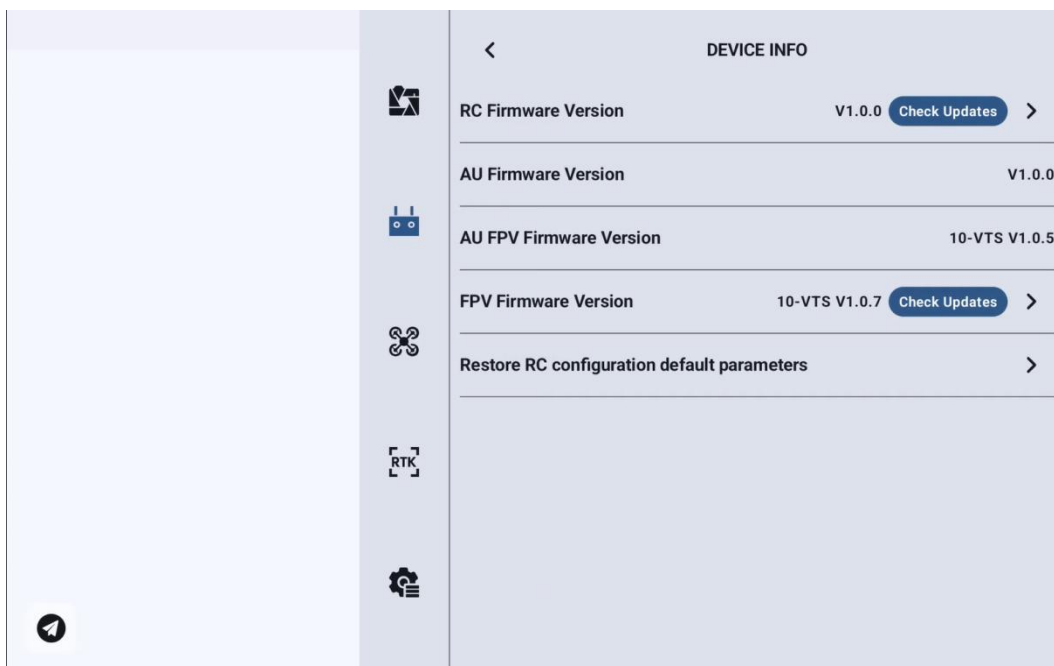 DEVICE INFO
RC Firmware Version V1.0.0 Check Updates
AU Firmware Version V1.0.0
AU FPV Firmware Version 10-VTS V1.0.5
FPV Firmware Version 10-VTS V1.0.7 Check Updates
Restore RC configuration default parameters
RTK